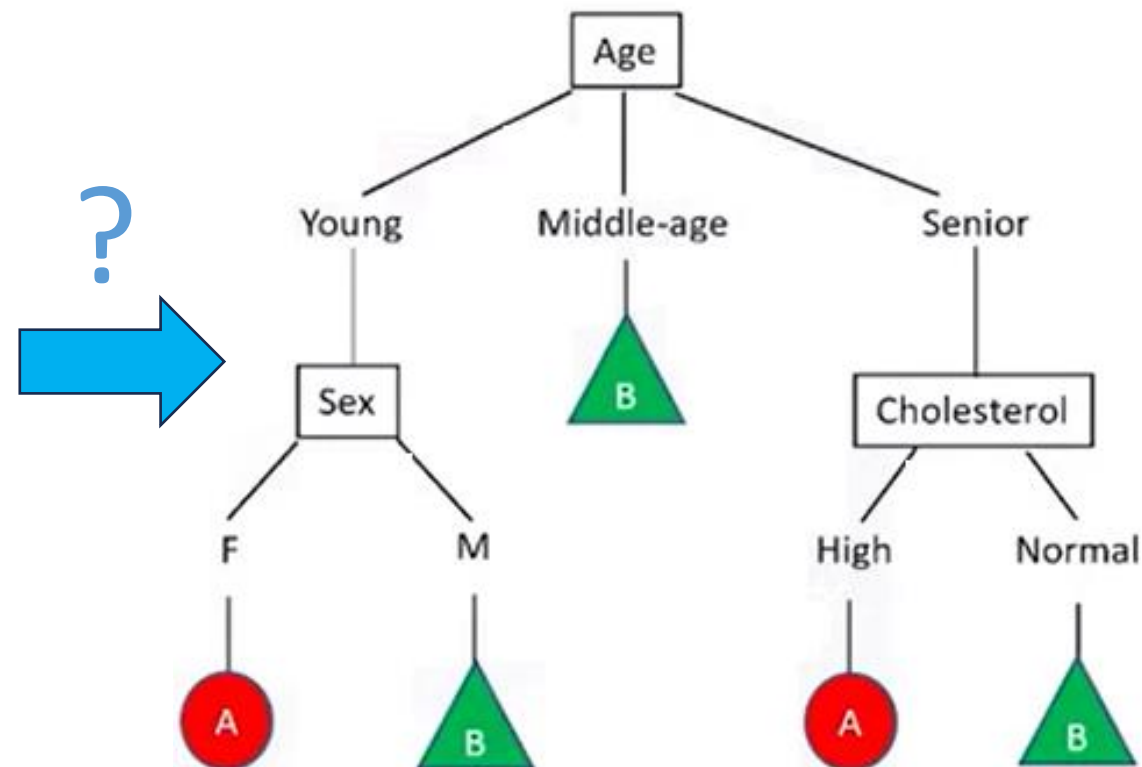 Age
?
Young Middle-age Senior
Sex B Cholesterol
F M High Normal
A B A B